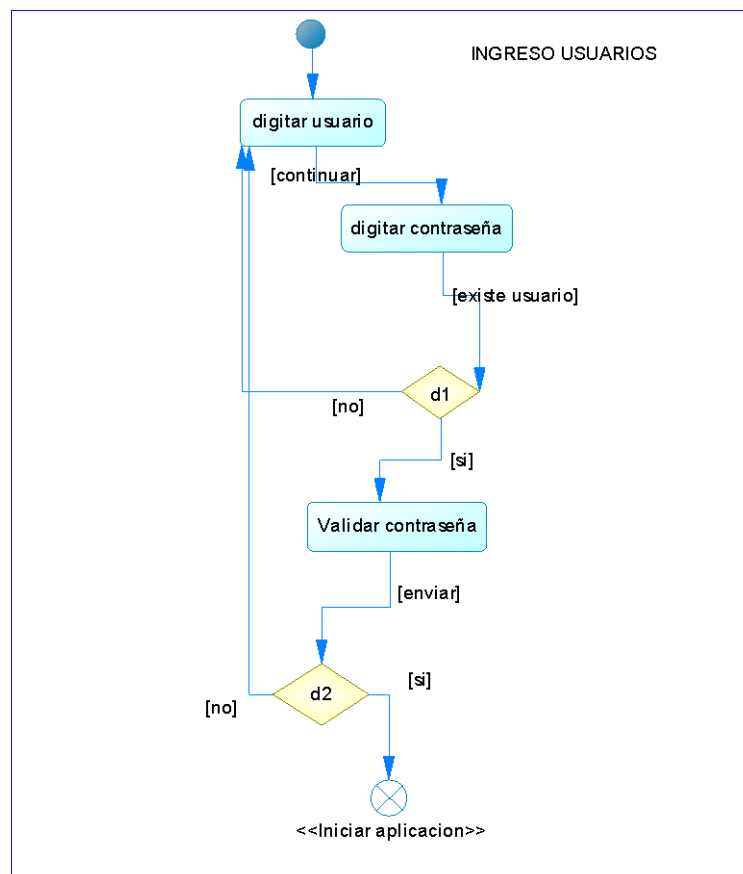 INGRESO USUARIOS
digitar usuario
[continuar]
digitar contraseña
[existe usuario]
d1
[no]
[si]
Validar contraseña
[enviar]
d2
[si]
[no]
<<Iniciar aplicacion>>